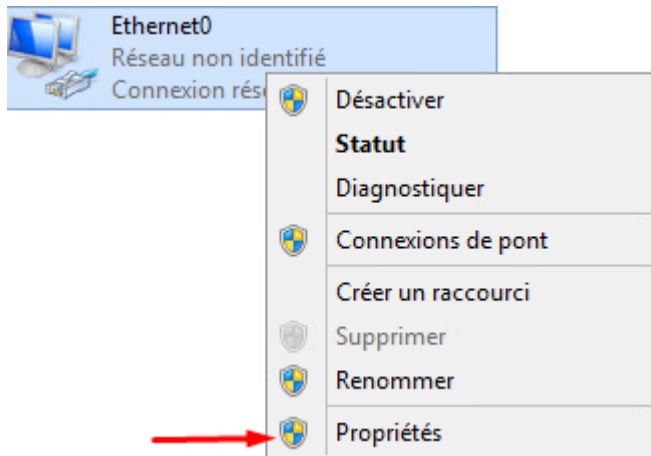 Ethernet0
Réseau non identifié
Connexion rés
Désactiver
Statut
Diagnostiquer
Connexions de pont
Créer un raccourci
Supprimer
Renommer
Propriétés